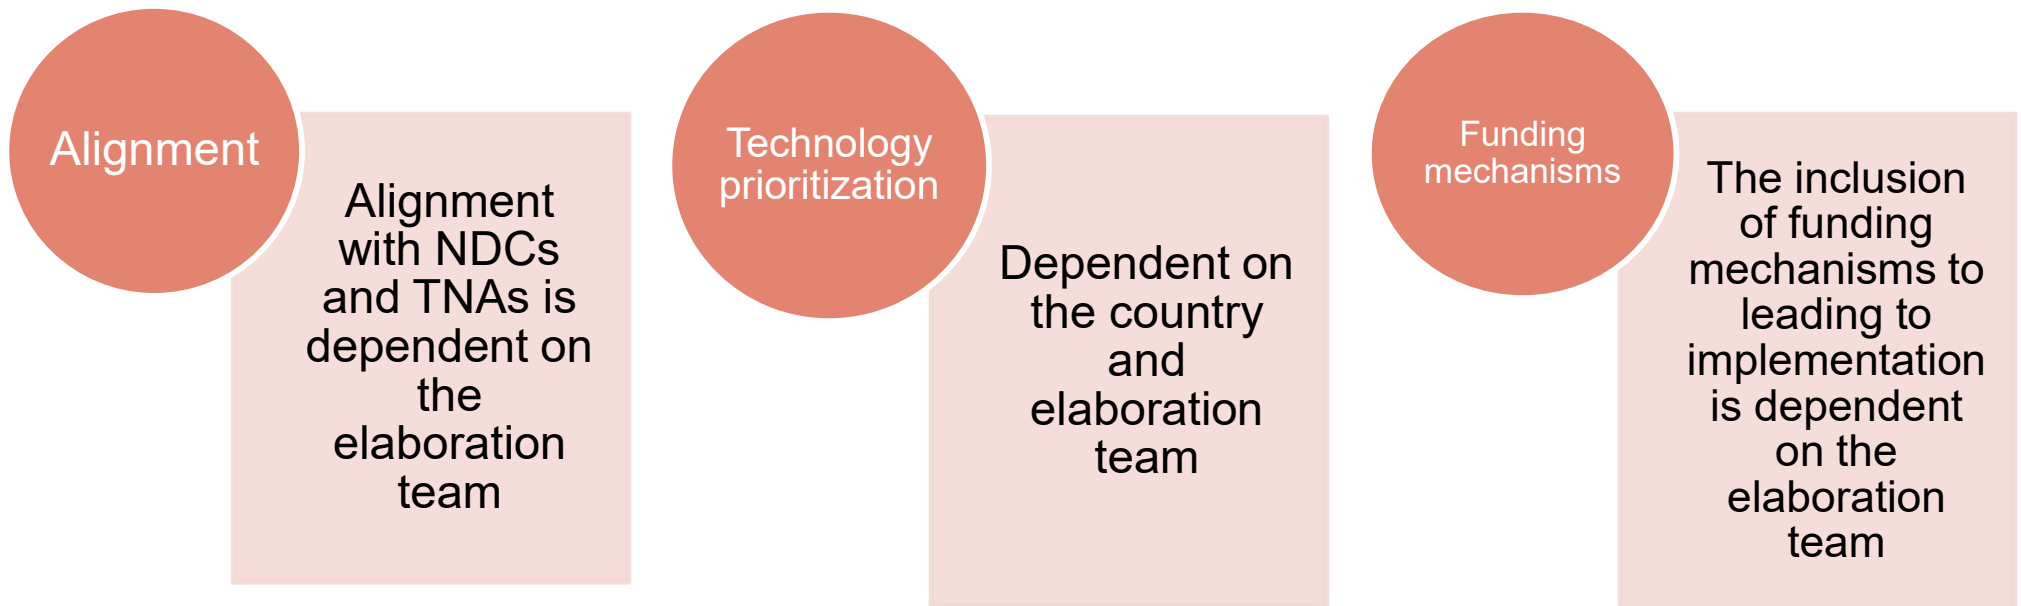 Alignment
Alignment
with NDCs
and TNAs is
dependent on
the
elaboration
team
Technology
prioritization
Dependent on
the country
and
elaboration
team
Funding
mechanisms
The inclusion
of funding
mechanisms to
leading to
implementation
is dependent
on the
elaboration
team